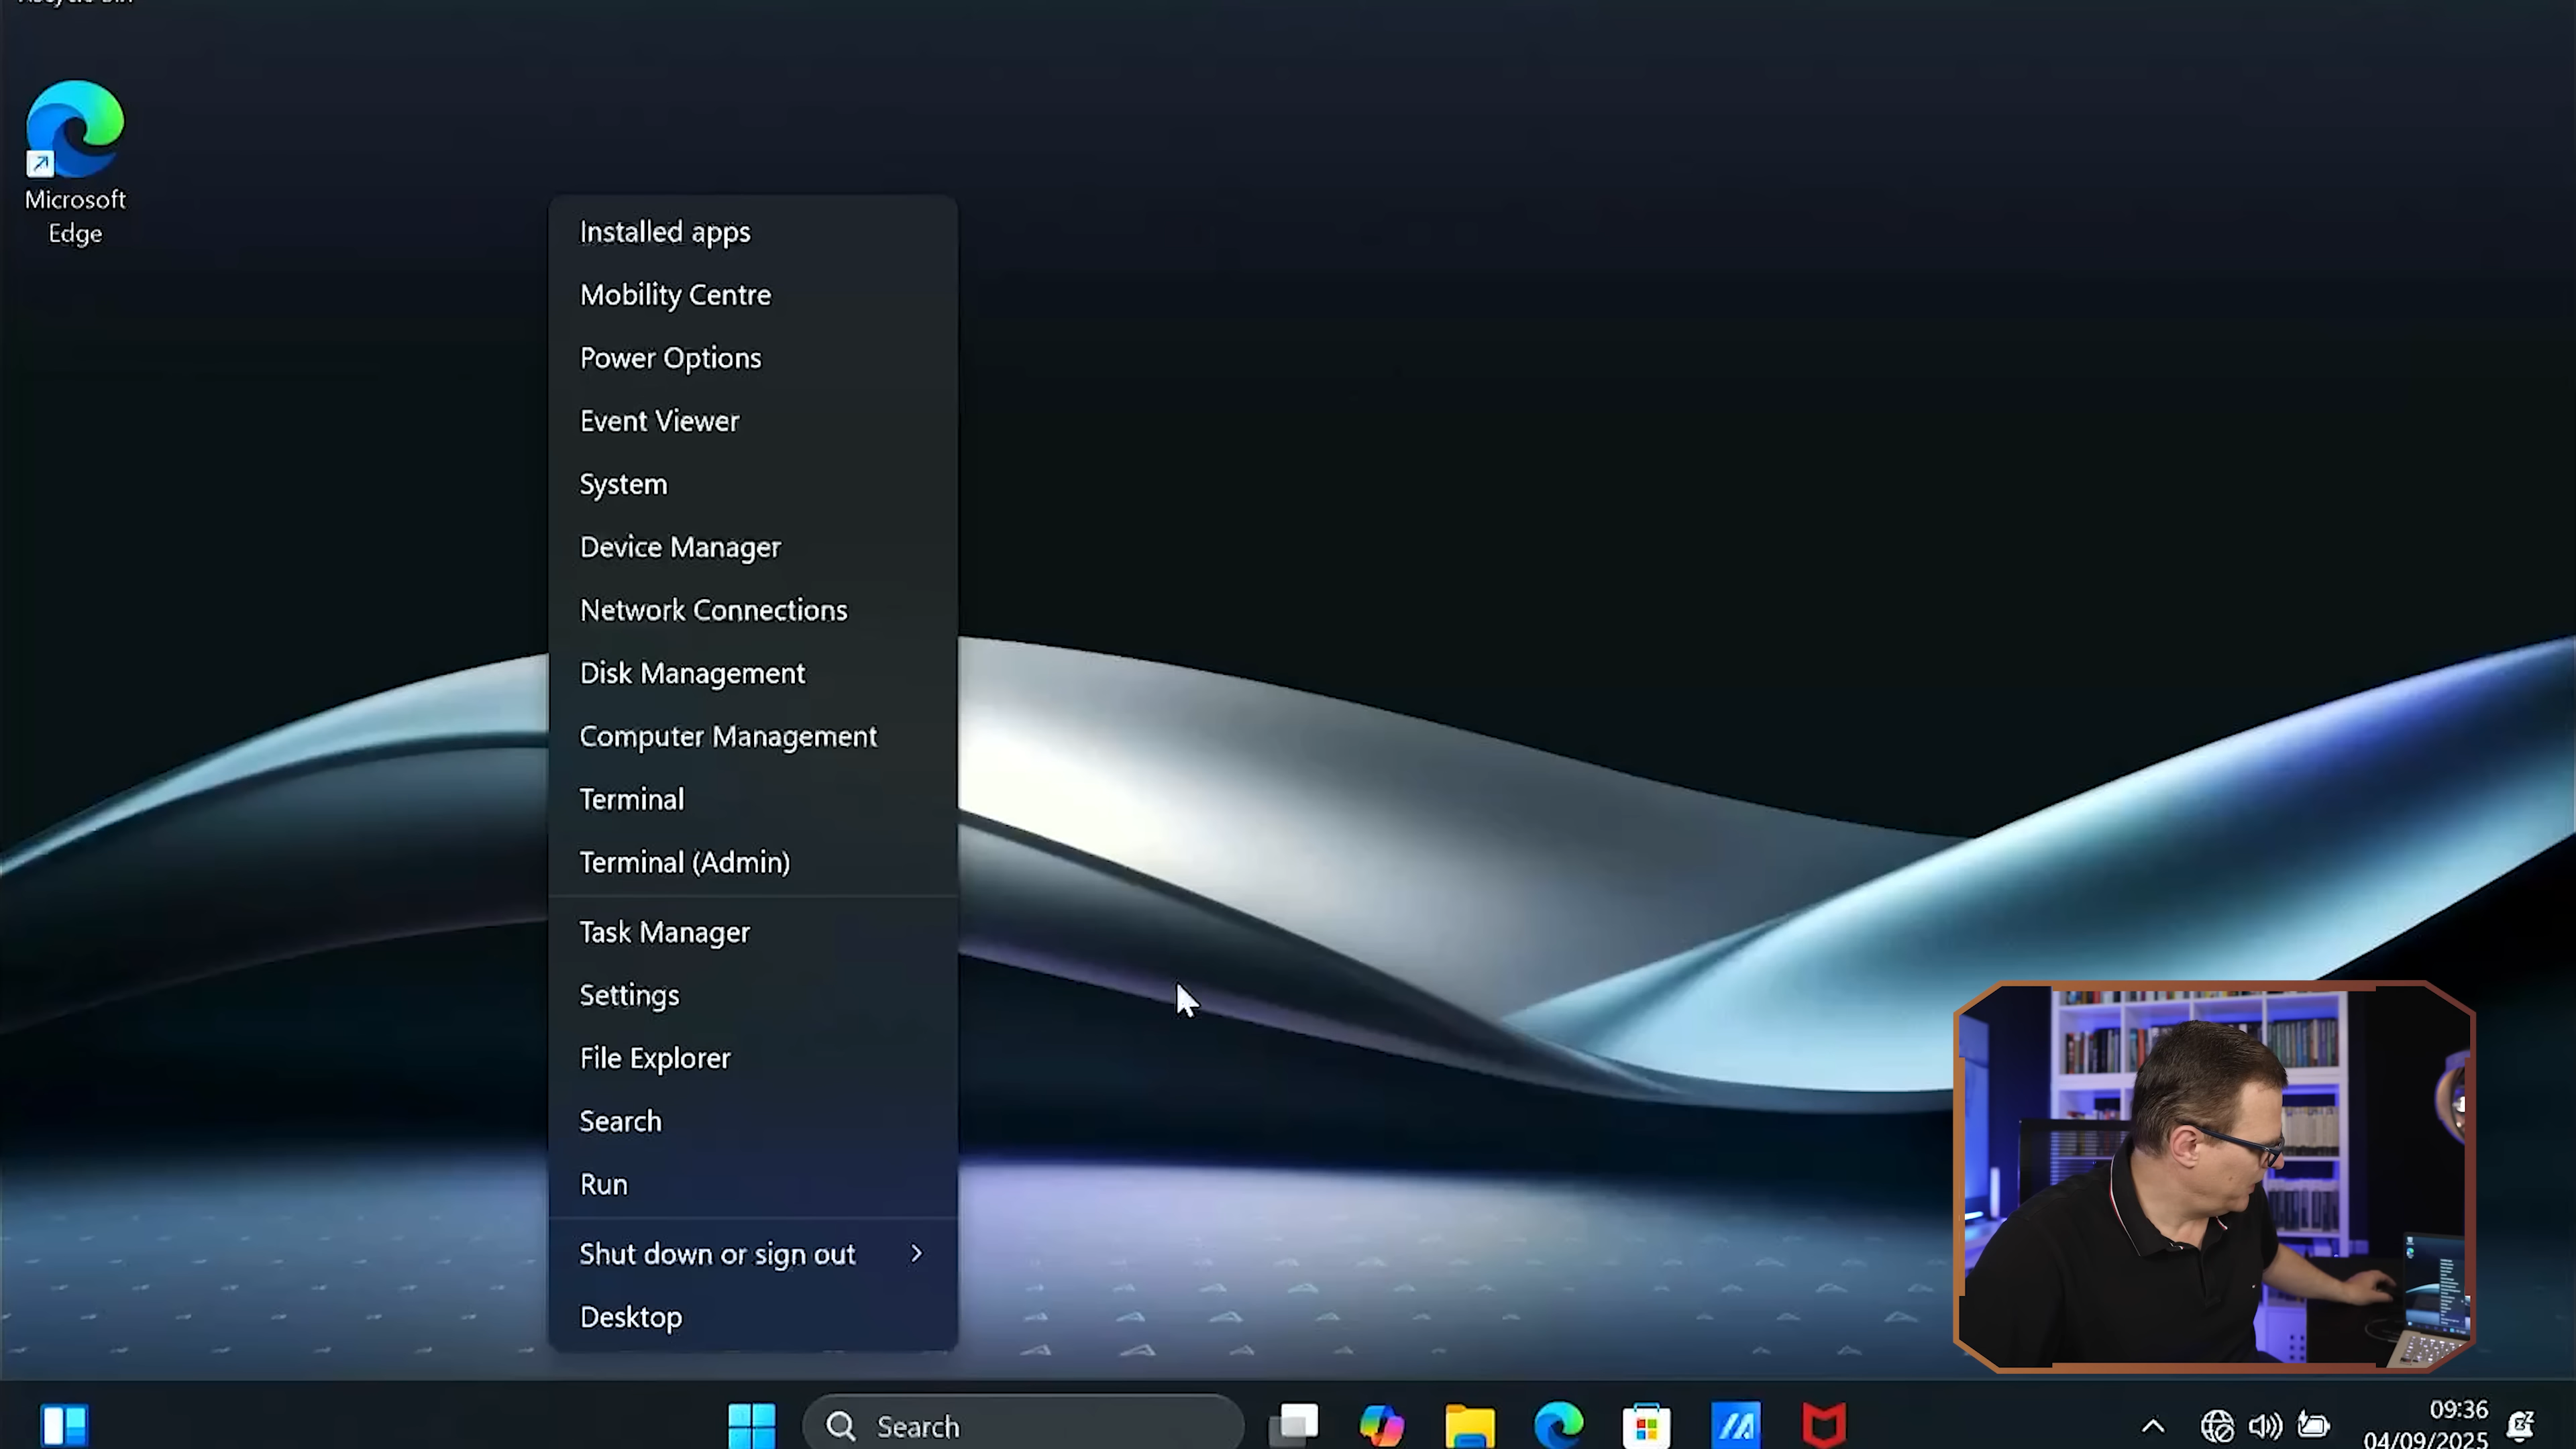 Microsoft
Edge
Installed apps
Mobility Centre
Power Options
Event Viewer
System
Device Manager
Network Connections
Disk Management
Computer Management
Terminal
Terminal (Admin)
Task Manager
Settings
File Explorer
Search
Run
Shut down or sign out
Desktop
Search
09:36
04/09/2025